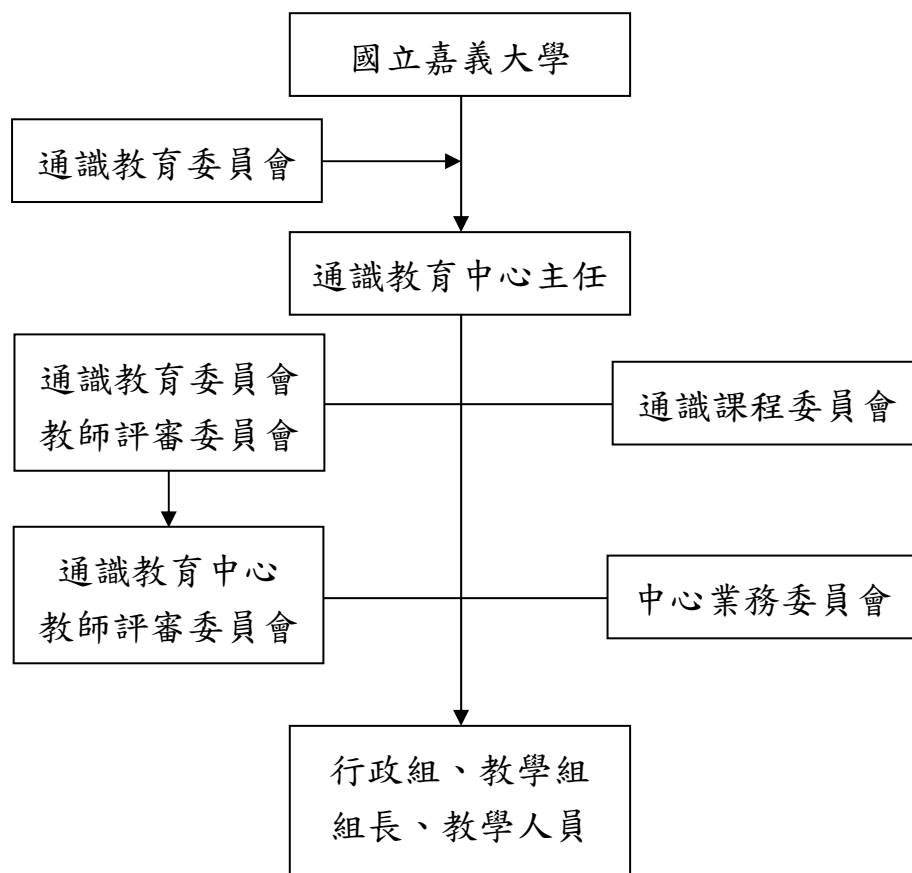 國立嘉義大學
通識教育委員會
通識教育中心主任
通識教育委員會
教師評審委員會
通識課程委員會
通識教育中心
教師評審委員會
中心業務委員會
行政組、教學組
組長、教學人員